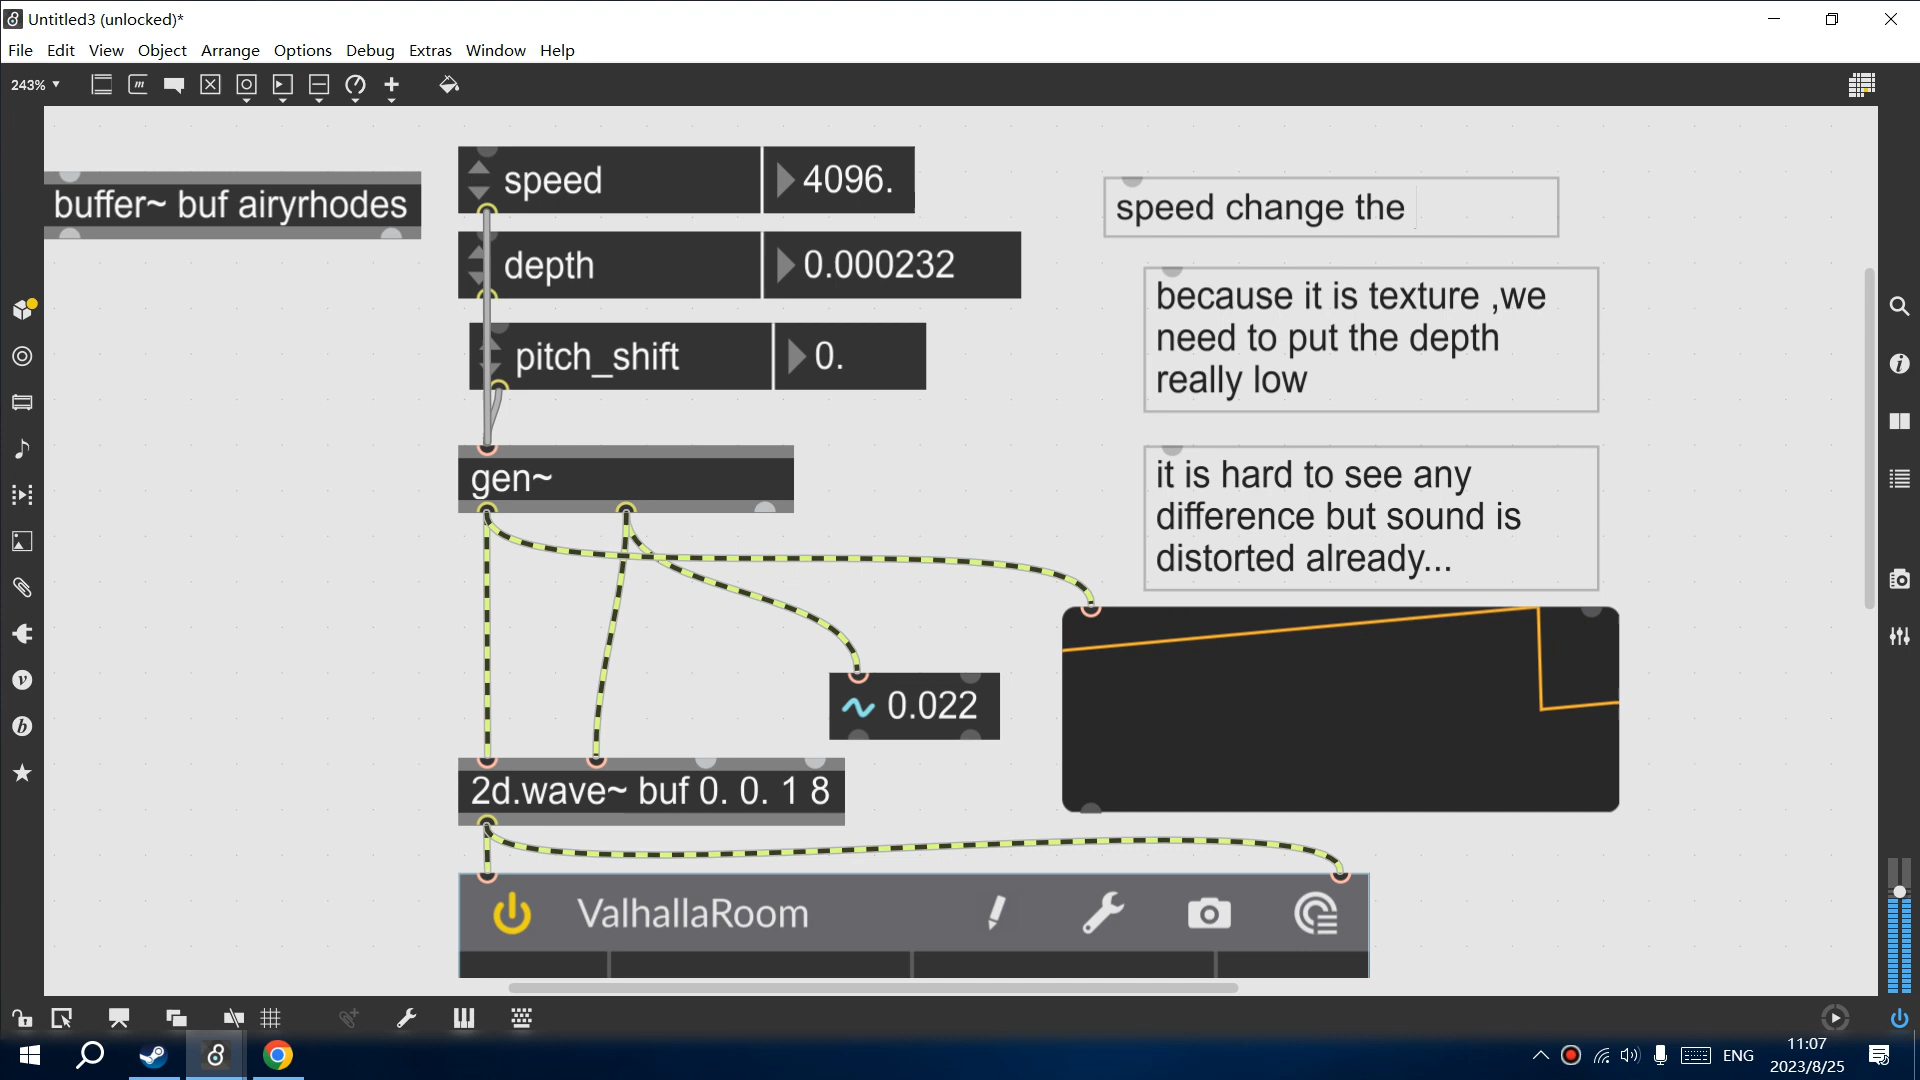 Untitled3 (unlocked)*
File Edit View Object Arrange Options Debug Extras Window Help
243%
buffer~ buf airyrhodes
speed 4096.
depth 0.000232
pitch_shift 0.
gen~
speed change the
because it is texture ,we
need to put the depth
really low
it is hard to see any
difference but sound is
distorted already...
0.022
2d.wave~ buf 0. 0. 1 8
ValhallaRoom
ENG
11:07
2023/8/25